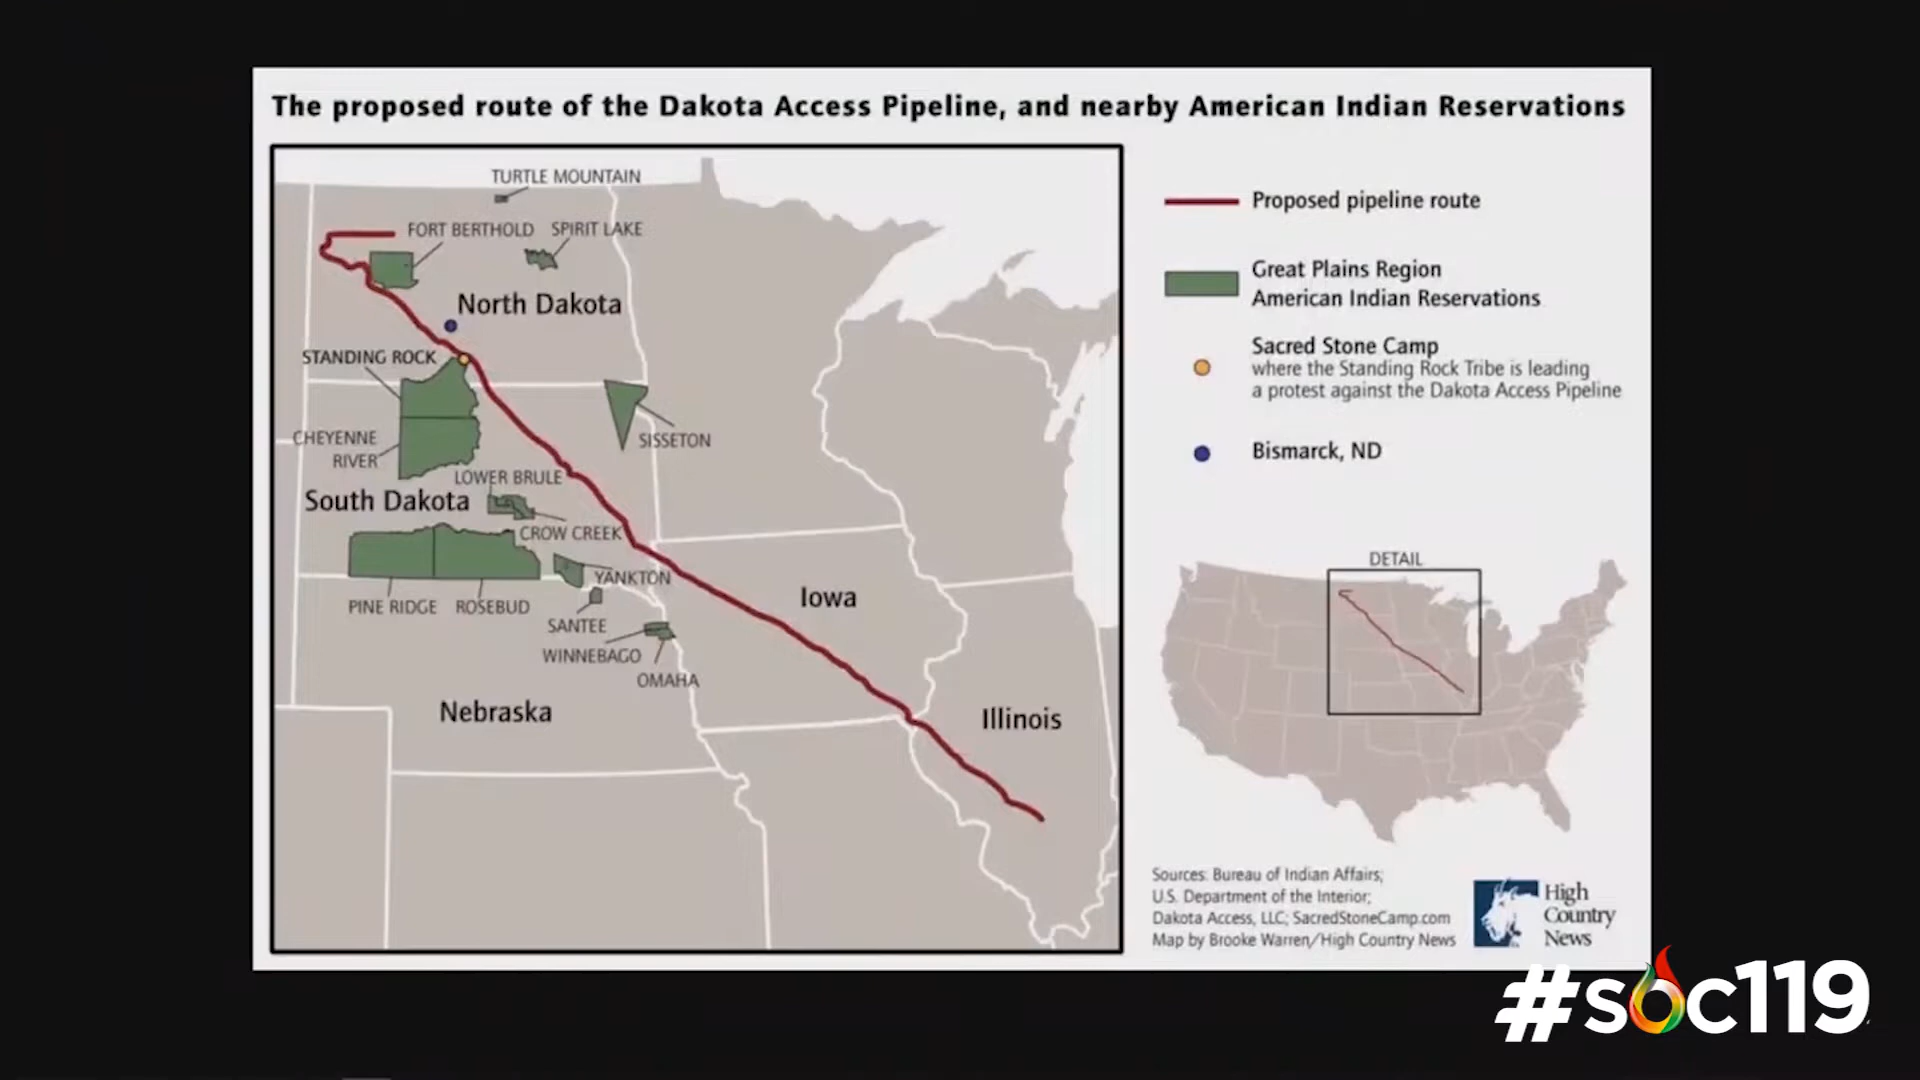 The proposed route of the Dakota Access Pipeline, and nearby American Indian Reservations
TURTLE MOUNTAIN
FORT BERTHOLD
SPIRIT LAKE
North Dakota
STANDING ROCK
CHEYENNE
RIVER
SISSETON
LOWER BRULE
South Dakota
CROW CREEK
YANKTON
PINE RIDGE
ROSEBUD
SANTEE
WINNEBAGO
OMAHA
Nebraska
Iowa
Illinois
Proposed pipeline route
Great Plains Region
American Indian Reservations
Sacred Stone Camp
where the Standing Rock Tribe is leading
a protest against the Dakota Access Pipeline
Bismarck, ND
DETAIL
Sources: Bureau of Indian Affairs;
U.S. Department of the Interior;
Dakota Access, LLC; SacredStoneCamp.com
Map by Brooke Warren/High Country News
High
Country
News
#soc119